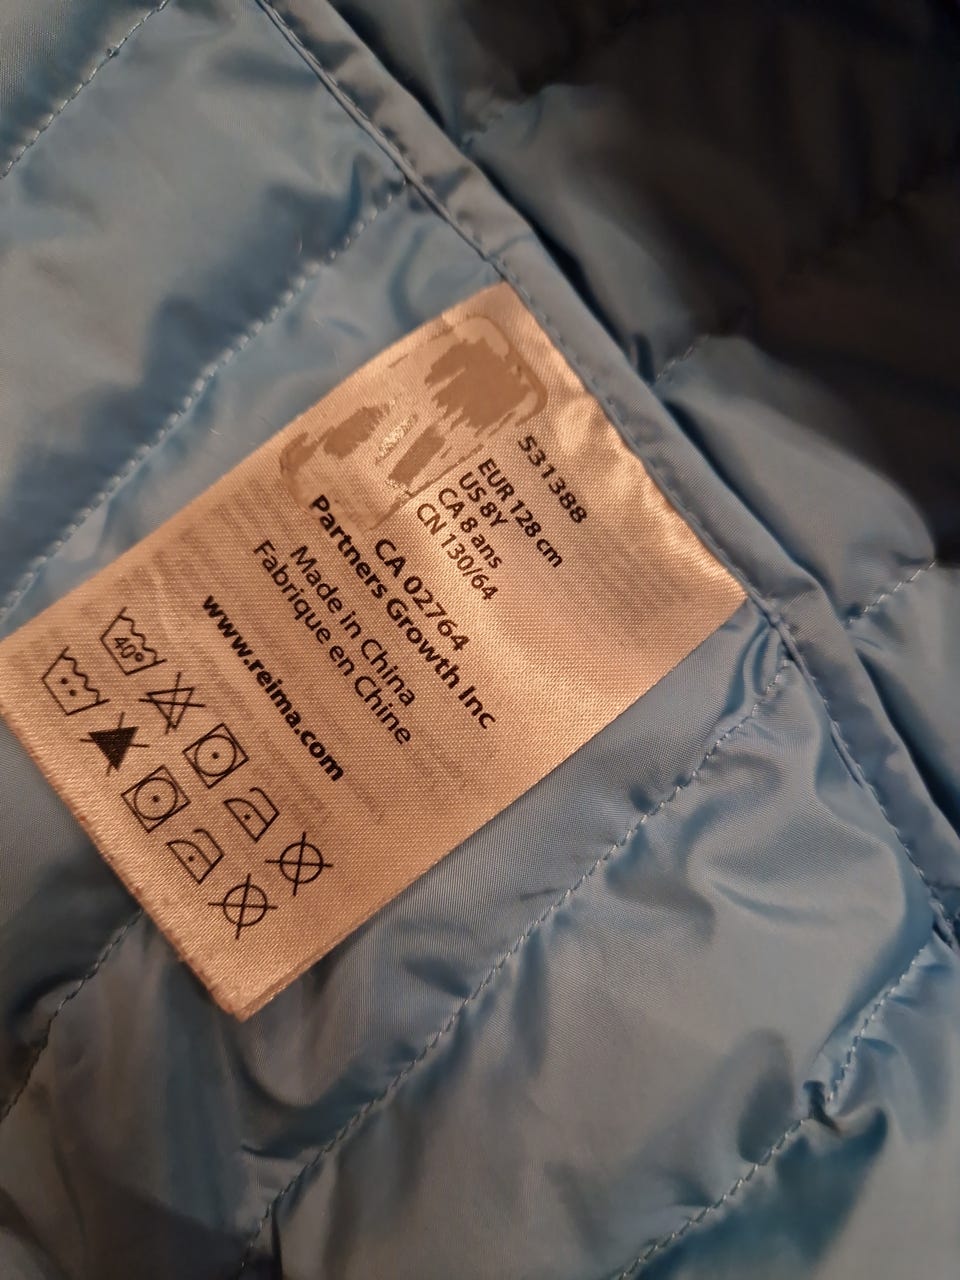 531388
EUR 128 cm
US 8Y
CA 8 ans
CN 130/64
CA 02764
Partners Growth Inc
Made in China
Fabrique en Chine
www.reima.com
40°